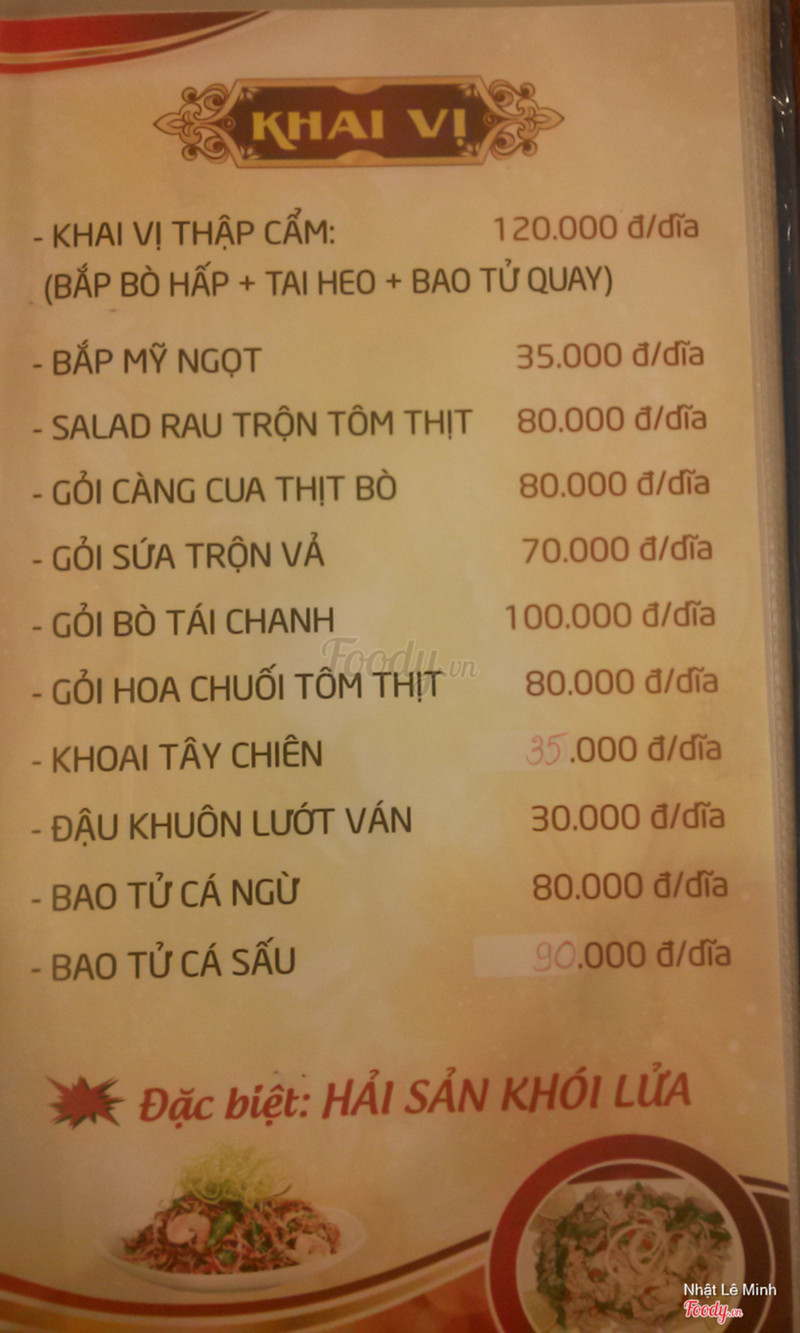 KHAI VỊ
- KHAI VỊ THẬP CẨM: 120.000 đ/dĩa
(BẮP BÒ HẤP + TAI HEO + BAO TỬ QUAY)
- BẮP MỸ NGỌT 35.000 đ/dĩa
- SALAD RAU TRỘN TÔM THỊT 80.000 đ/dĩa
- GỎI CÀNG CUA THỊT BÒ 80.000 đ/dĩa
- GỎI SỨA TRỘN VẢ 70.000 đ/dĩa
- GỎI BÒ TÁI CHANH 100.000 đ/dĩa
Foody.vn
- GỎI HOA CHUỐI TÔM THỊT 80.000 đ/dĩa
- KHOAI TÂY CHIÊN 35.000 đ/dĩa
- ĐẬU KHUÔN LƯỚT VÁN 30.000 đ/dĩa
- BAO TỬ CÁ NGỪ 80.000 đ/dĩa
- BAO TỬ CÁ SẤU 90.000 đ/dĩa
Đặc biệt: HẢI SẢN KHÓI LỬA
Nhật Lê Minh
Foody.vn